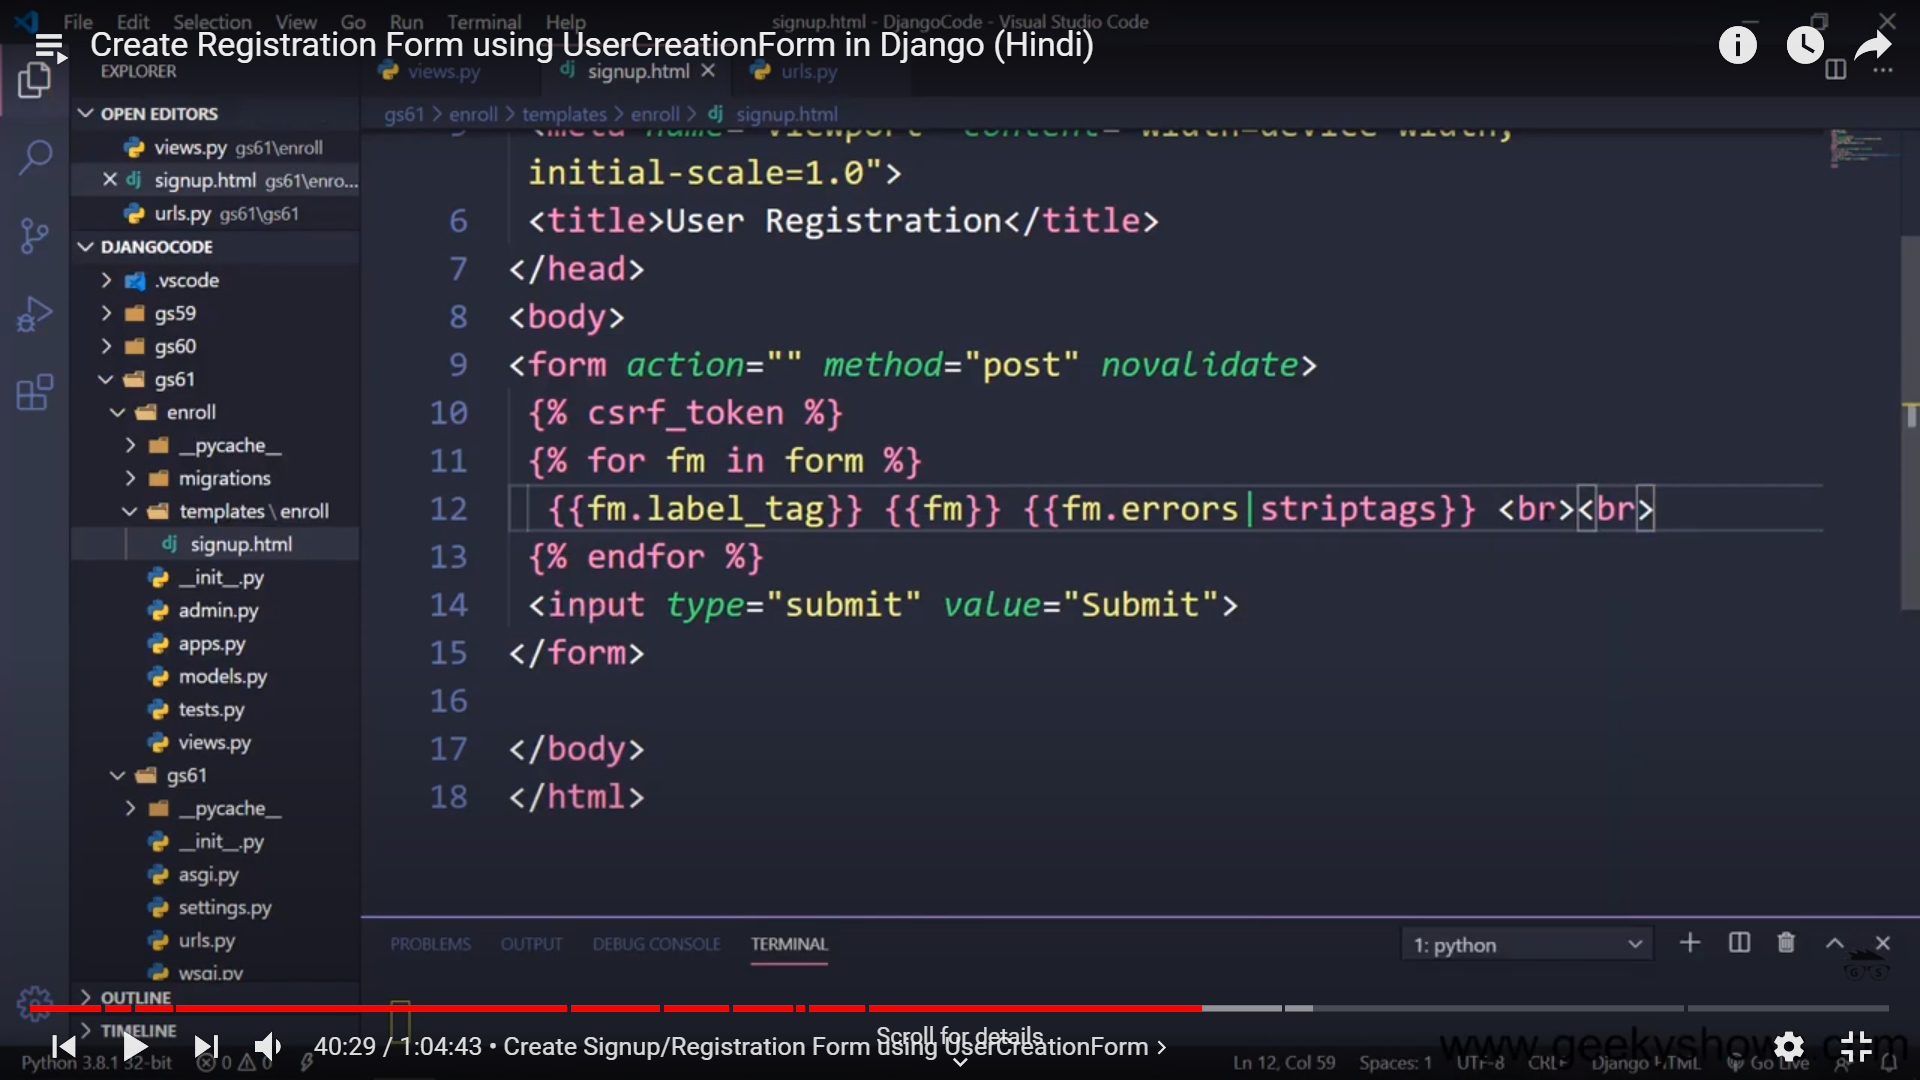 File Edit Selection View Go Run Terminal Help signup.html - DjangoCode - Visual Studio Code
Create Registration Form using UserCreationForm in Django (Hindi)
EXPLORER
views.py signup.html urls.py
OPEN EDITORS
gs61 > enroll > templates > enroll > signup.html
views.py gs61\enroll
signup.html gs61\enro...
urls.py gs61\gs61
DJANGOCODE
.vscode
gs59
gs60
gs61
enroll
__pycache__
migrations
templates \ enroll
signup.html
__init__.py
admin.py
apps.py
models.py
tests.py
views.py
gs61
__pycache__
__init__.py
asgi.py
settings.py
urls.py
wsgi.py
OUTLINE
TIMELINE
5 <meta name="viewport" content="width=device-width,
initial-scale=1.0">
6 <title>User Registration</title>
7 </head>
8 <body>
9 <form action="" method="post" novalidate>
10 {% csrf_token %}
11 {% for fm in form %}
12 {{fm.label_tag}} {{fm}} {{fm.errors|striptags}} <br><br>
13 {% endfor %}
14 <input type="submit" value="Submit">
15 </form>
16
17 </body>
18 </html>
PROBLEMS OUTPUT DEBUG CONSOLE TERMINAL 1: python
GS
Scroll for details
40:29 / 1:04:43 • Create Signup/Registration Form using UserCreationForm >
Python 3.8.1 32-bit 0 0 Ln 12, Col 59 Spaces: 1 UTF-8 CRLF Django HTML Go Live